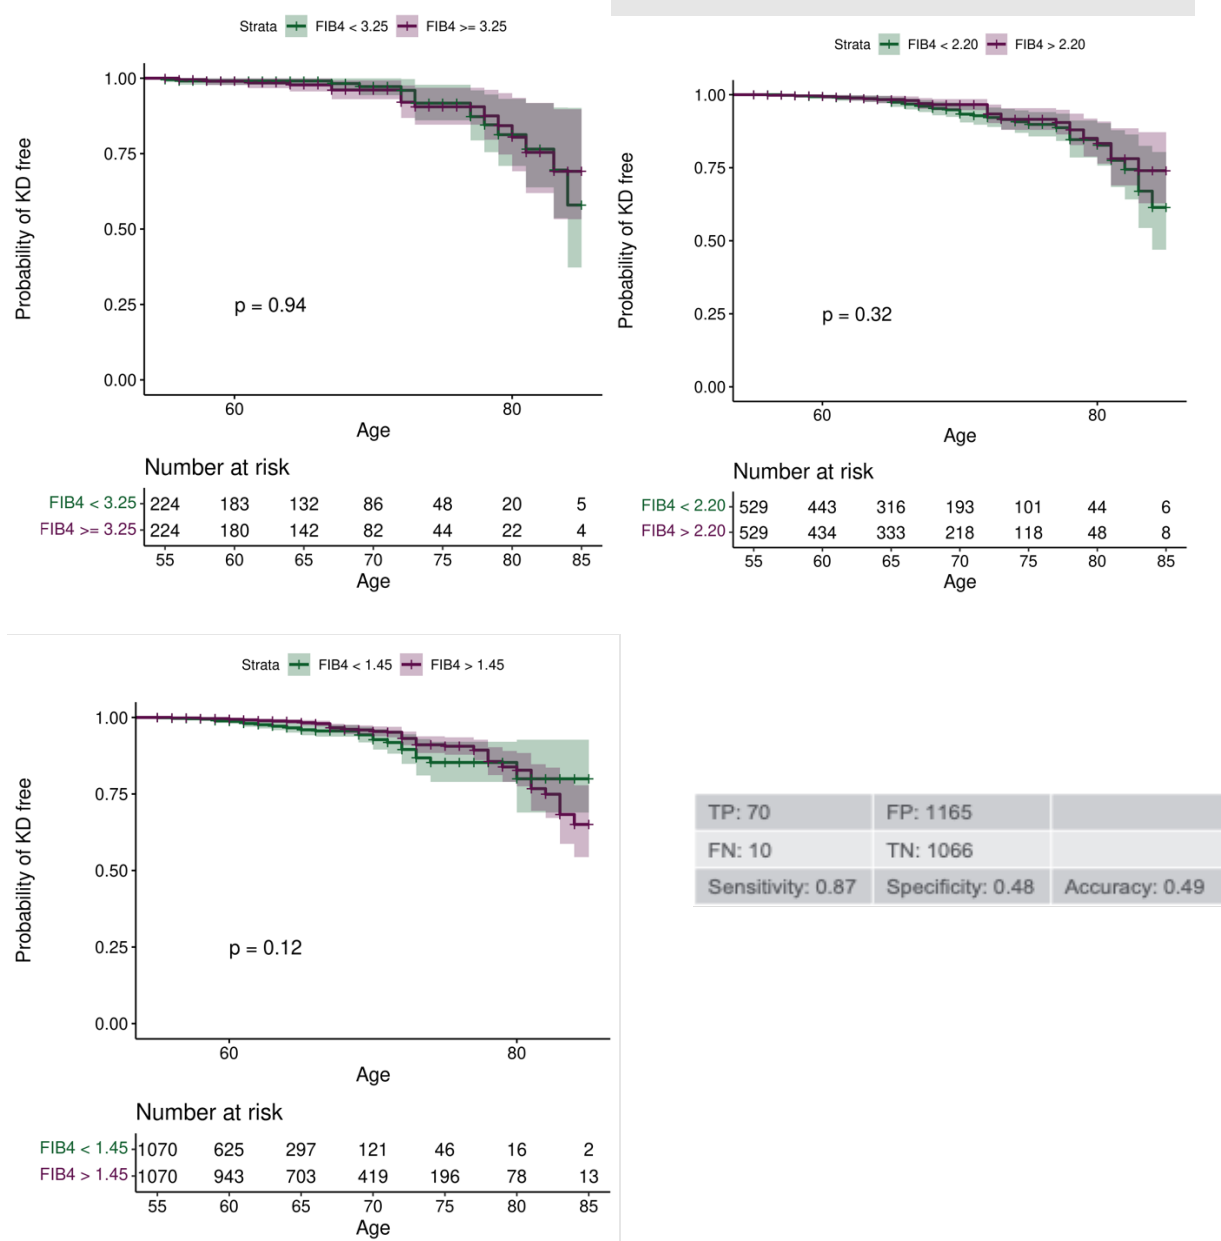 Strata FIB4 < 3.25 FIB4 >= 3.25
Probability of KD free
1.00
0.75
0.50
0.25
0.00
p = 0.94
60 80
Age
Number at risk
FIB4 < 3.25 224 183 132 86 48 20 5
FIB4 >= 3.25 224 180 142 82 44 22 4
55 60 65 70 75 80 85
Age
Strata FIB4 < 2.20 FIB4 > 2.20
Probability of KD free
1.00
0.75
0.50
0.25
0.00
p = 0.32
60 80
Age
Number at risk
FIB4 < 2.20 529 443 316 193 101 44 6
FIB4 > 2.20 529 434 333 218 118 48 8
55 60 65 70 75 80 85
Age
Strata FIB4 < 1.45 FIB4 > 1.45
Probability of KD free
1.00
0.75
0.50
0.25
0.00
p = 0.12
60 80
Age
Number at risk
FIB4 < 1.45 1070 625 297 121 46 16 2
FIB4 > 1.45 1070 943 703 419 196 78 13
55 60 65 70 75 80 85
Age
TP: 70 FP: 1165
FN: 10 TN: 1066
Sensitivity: 0.87 Specificity: 0.48 Accuracy: 0.49